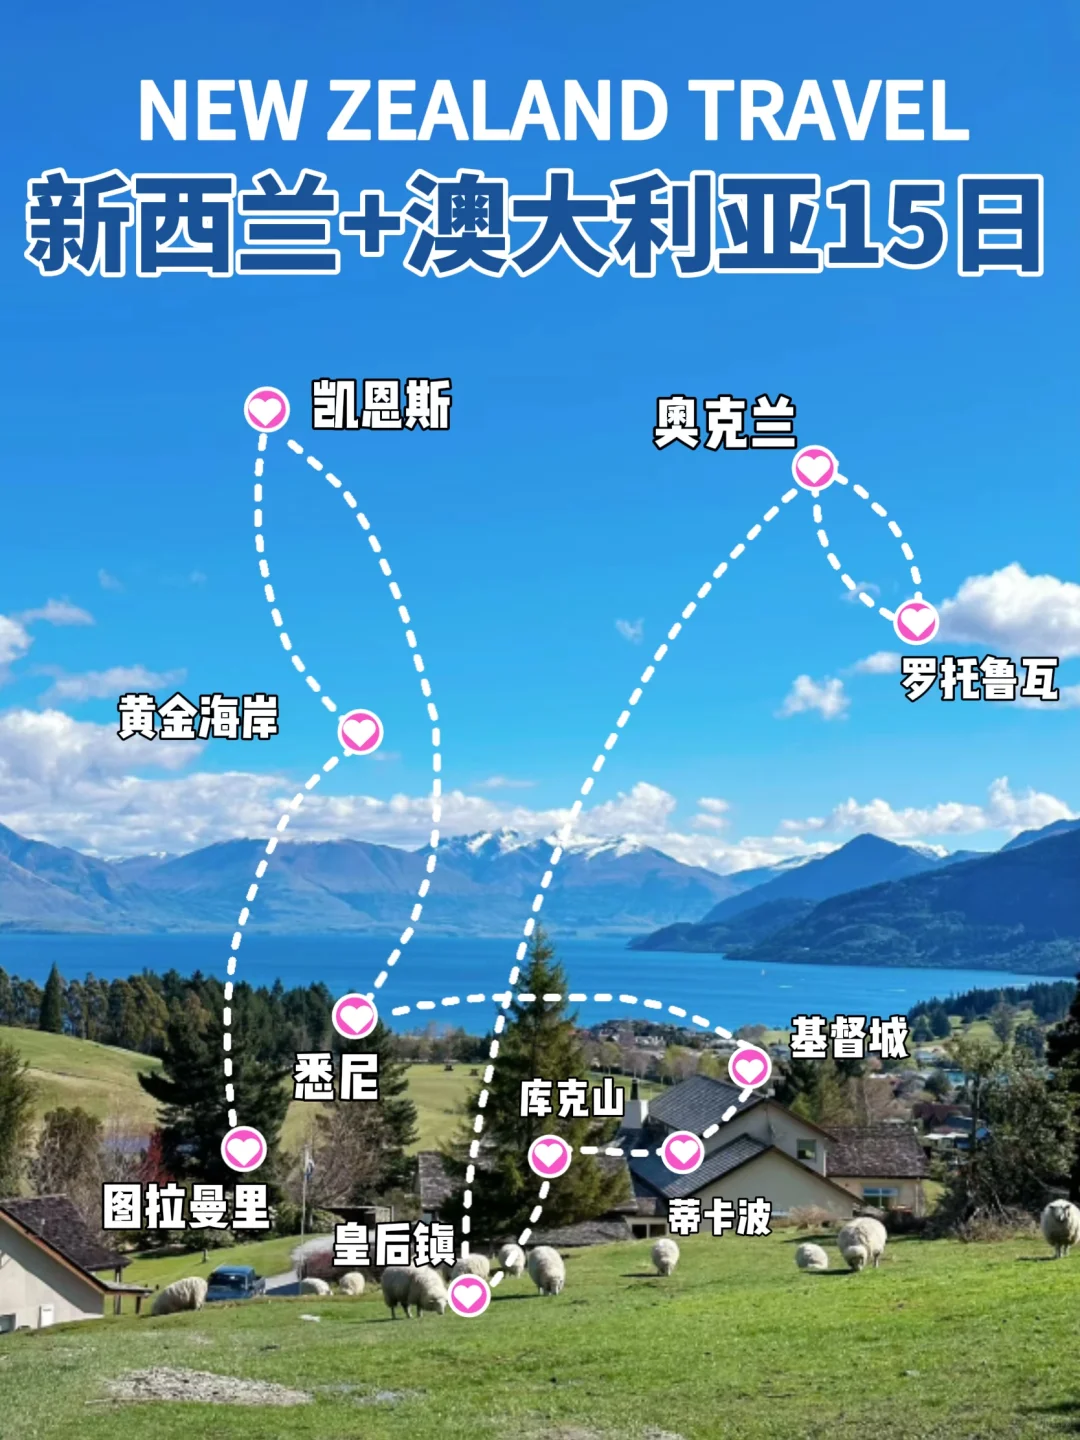 NEW ZEALAND TRAVEL
新西兰+澳大利亚15日
凯恩斯
奥克兰
罗托鲁瓦
黄金海岸
基督城
悉尼
库克山
图拉曼里
蒂卡波
皇后镇